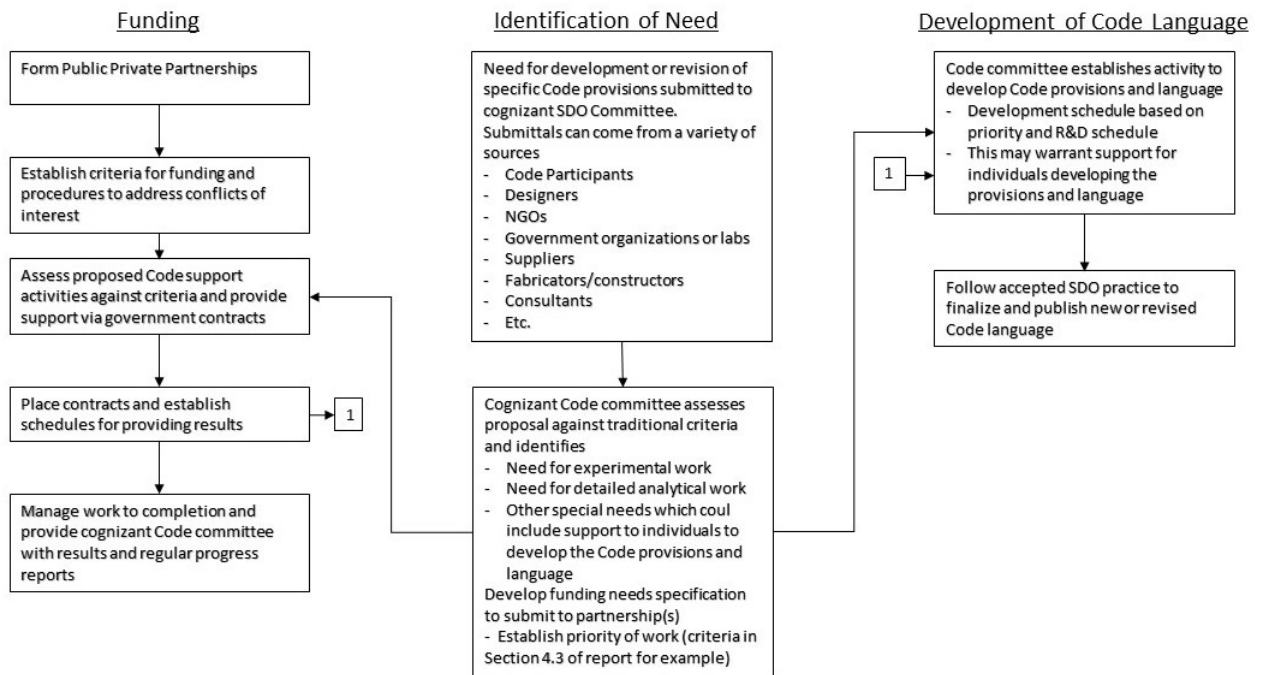 Funding
Form Public Private Partnerships
Establish criteria for funding and
procedures to address conflicts of
interest
Assess proposed Code support
activities against criteria and provide
support via government contracts
Place contracts and establish
schedules for providing results
1
Manage work to completion and
provide cognizant Code committee
with results and regular progress
reports
Identification of Need
Need for development or revision of
specific Code provisions submitted to
cognizant SDO Committee.
Submittals can come from a variety of
sources
- Code Participants
- Designers
- NGOs
- Government organizations or labs
- Suppliers
- Fabricators/constructors
- Consultants
- Etc.
Cognizant Code committee assesses
proposal against traditional criteria
and identifies
- Need for experimental work
- Need for detailed analytical work
- Other special needs which coul
include support to individuals to
develop the Code provisions and
language
Develop funding needs specification
to submit to partnership(s)
- Establish priority of work (criteria in
Section 4.3 of report for example)
Development of Code Language
Code committee establishes activity to
develop Code provisions and language
- Development schedule based on
priority and R&D schedule
- This may warrant support for
individuals developing the
provisions and language
1
Follow accepted SDO practice to
finalize and publish new or revised
Code language